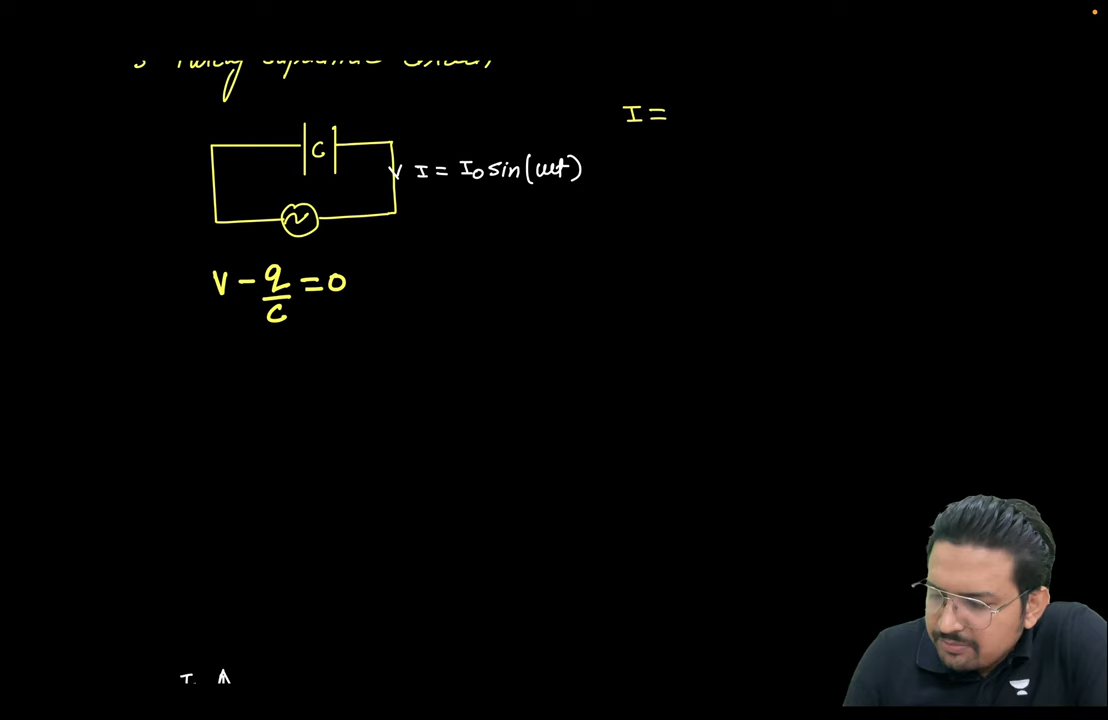 I =
C
I = I₀ sin(ωt)
V - q/C = 0